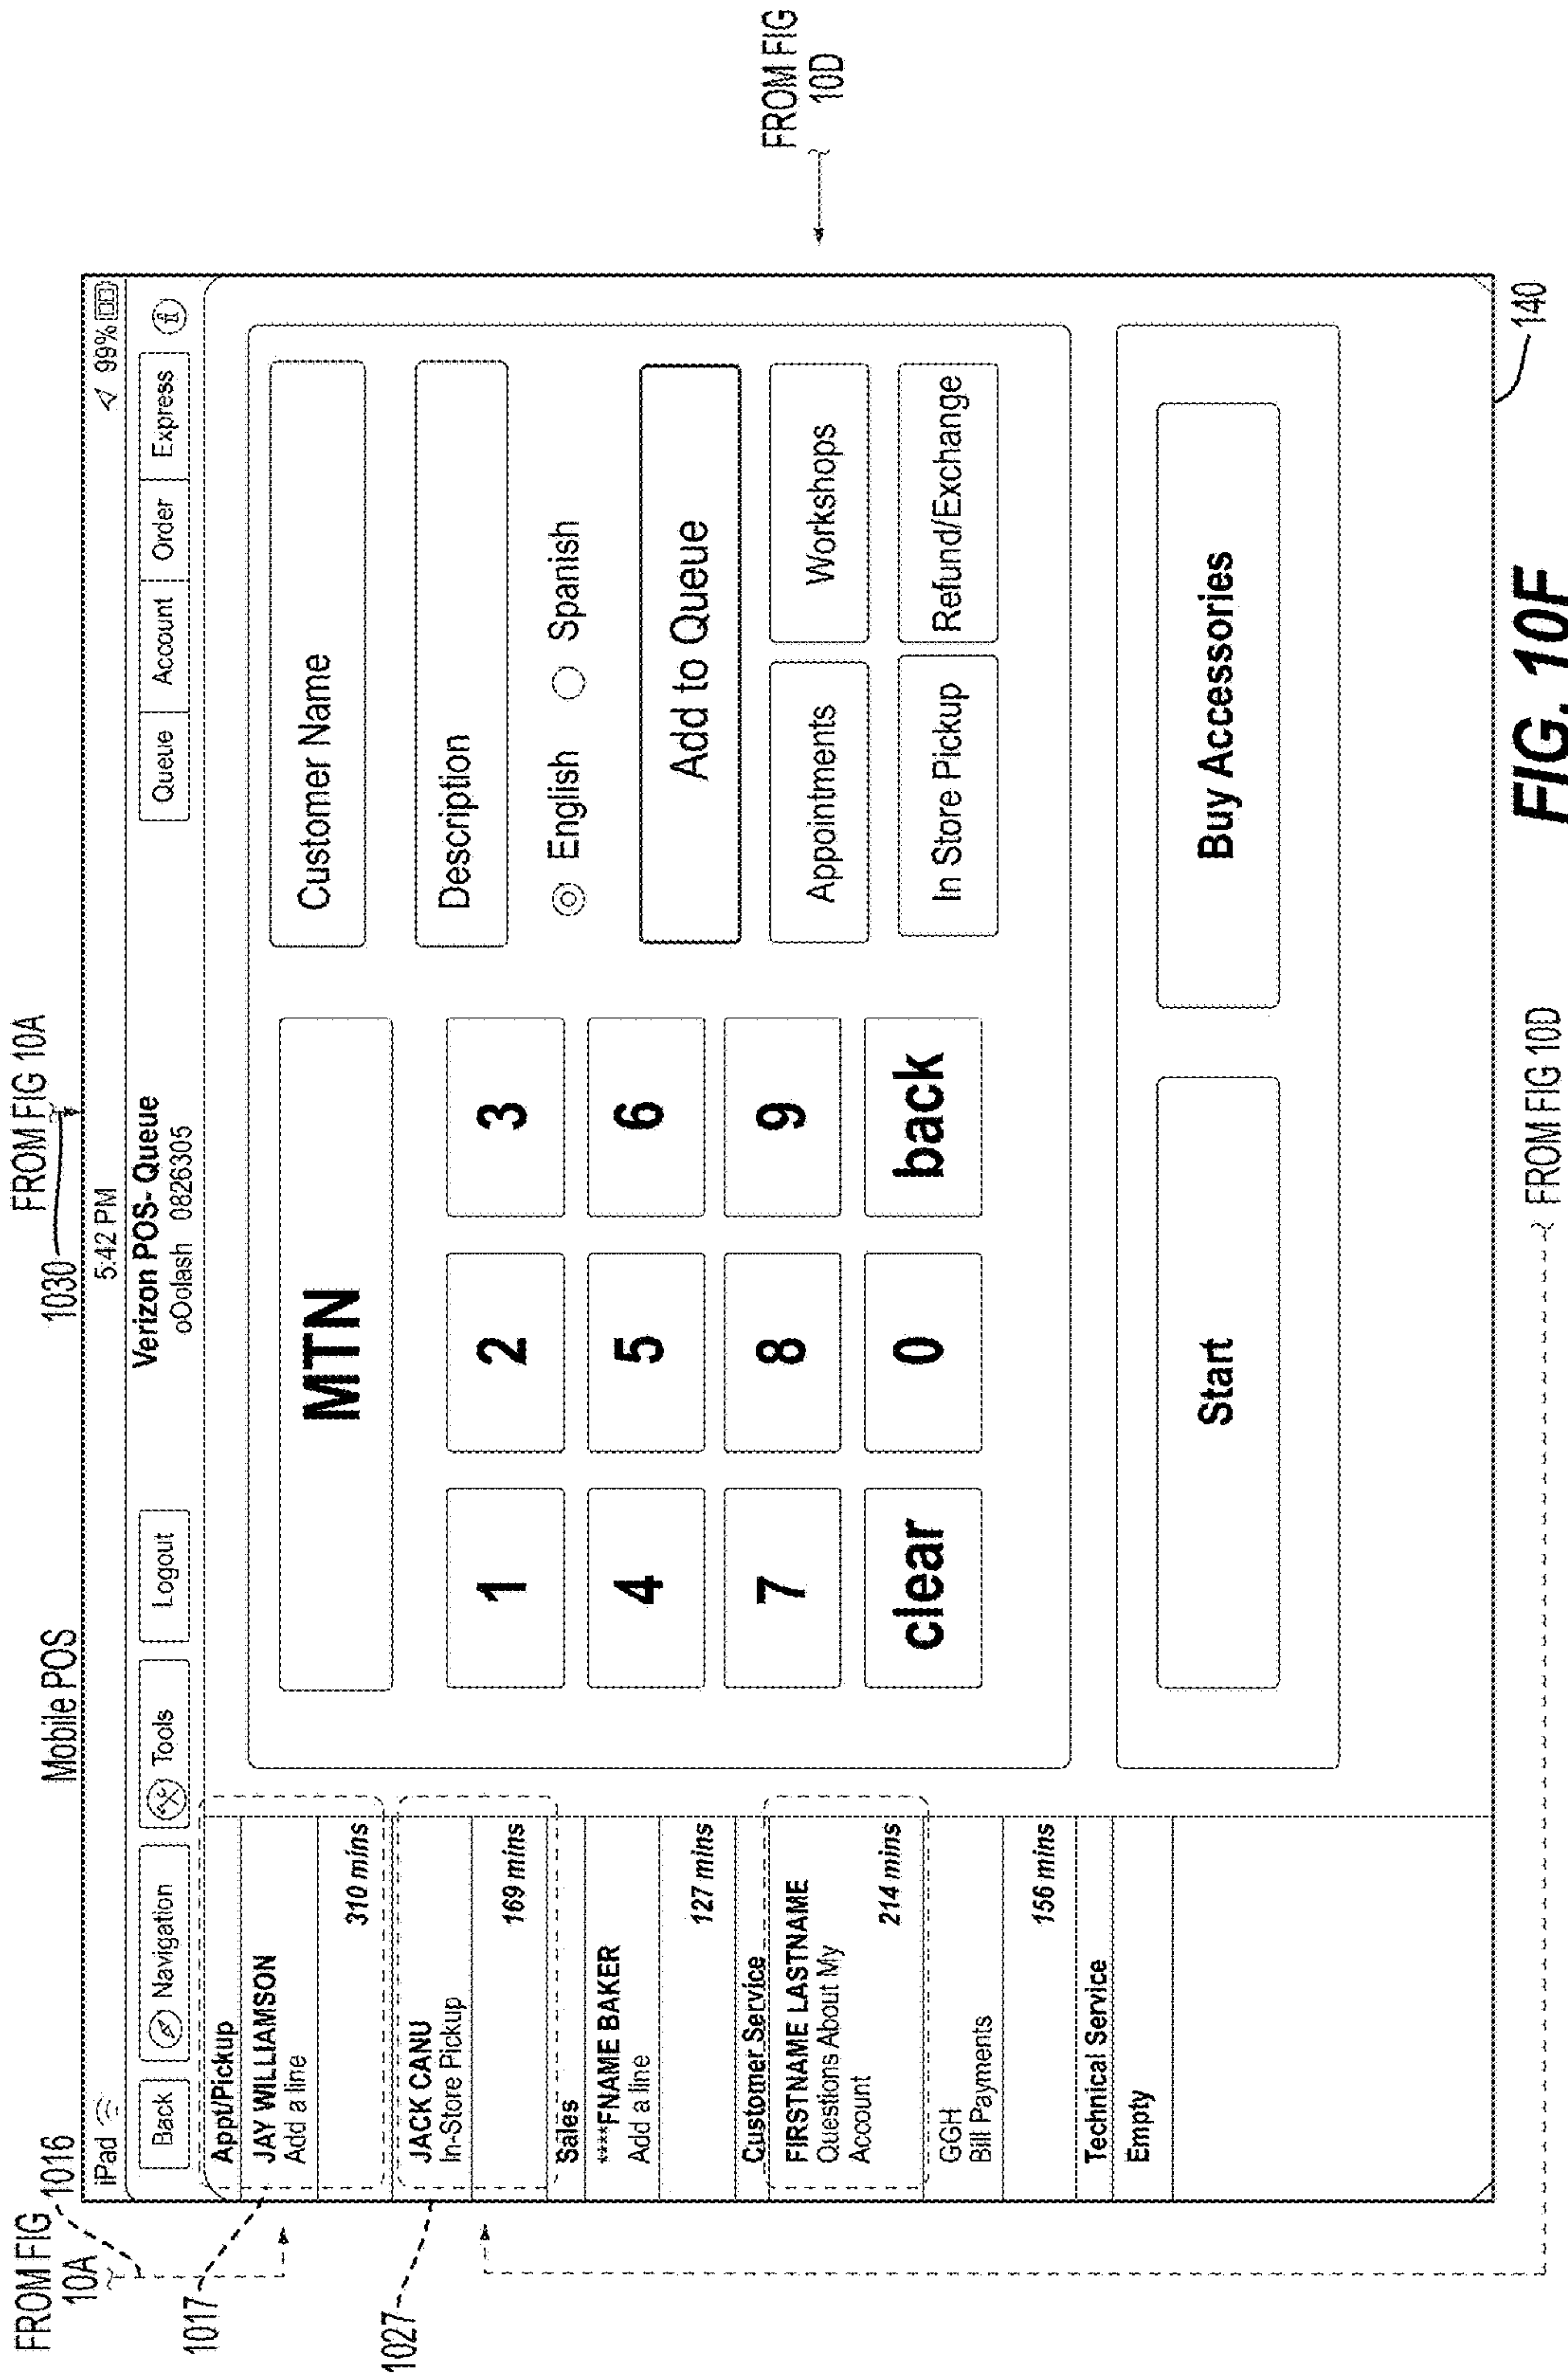 FROM FIG 10A
1030
Mobile POS
FROM FIG
10A
1016
iPad
5:42 PM
99%
Back
Navigation
Tools
Logout
Verizon POS- Queue
oOolash 0826305
Queue
Account
Order
Express
i
1017
Appt/Pickup
JAY WILLIAMSON
Add a line
310 mins
1027
JACK CANU
In-Store Pickup
169 mins
Sales
****FNAME BAKER
Add a line
127 mins
Customer Service
FIRSTNAME LASTNAME
Questions About My
Account
214 mins
GGH
Bill Payments
156 mins
Technical Service
Empty
MTN
1 2 3
4 5 6
7 8 9
clear 0 back
Customer Name
Description
English Spanish
Add to Queue
Appointments Workshops
In Store Pickup Refund/Exchange
Start
Buy Accessories
FROM FIG
10D
140
FROM FIG 10D
FIG. 10F